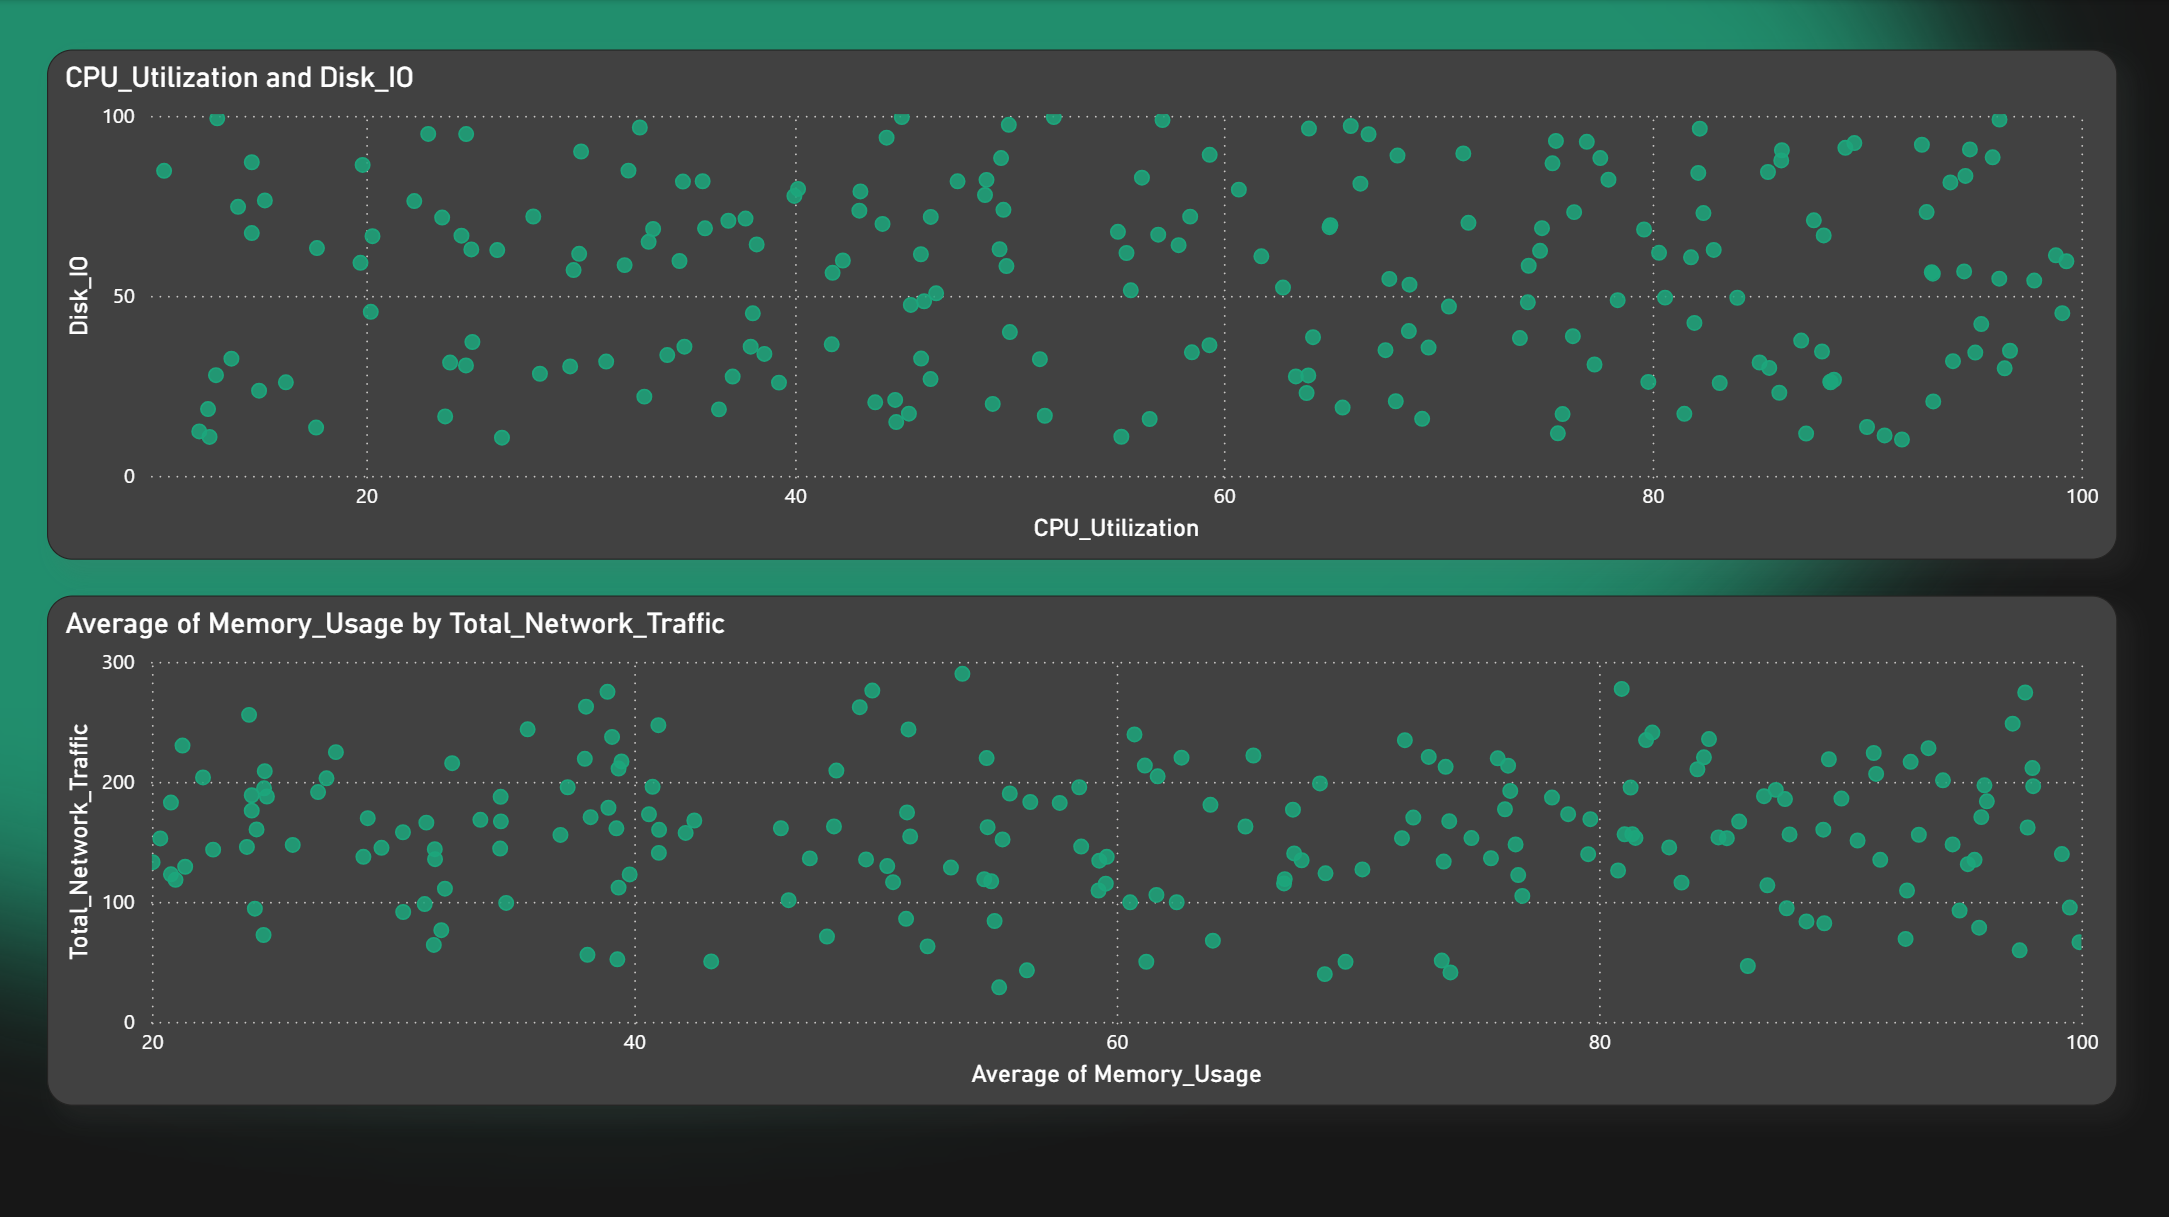 CPU_Utilization and Disk_IO
100
50
0
Disk_IO
20 40 60 80 100
CPU_Utilization
Average of Memory_Usage by Total_Network_Traffic
300
200
100
0
Total_Network_Traffic
20 40 60 80 100
Average of Memory_Usage